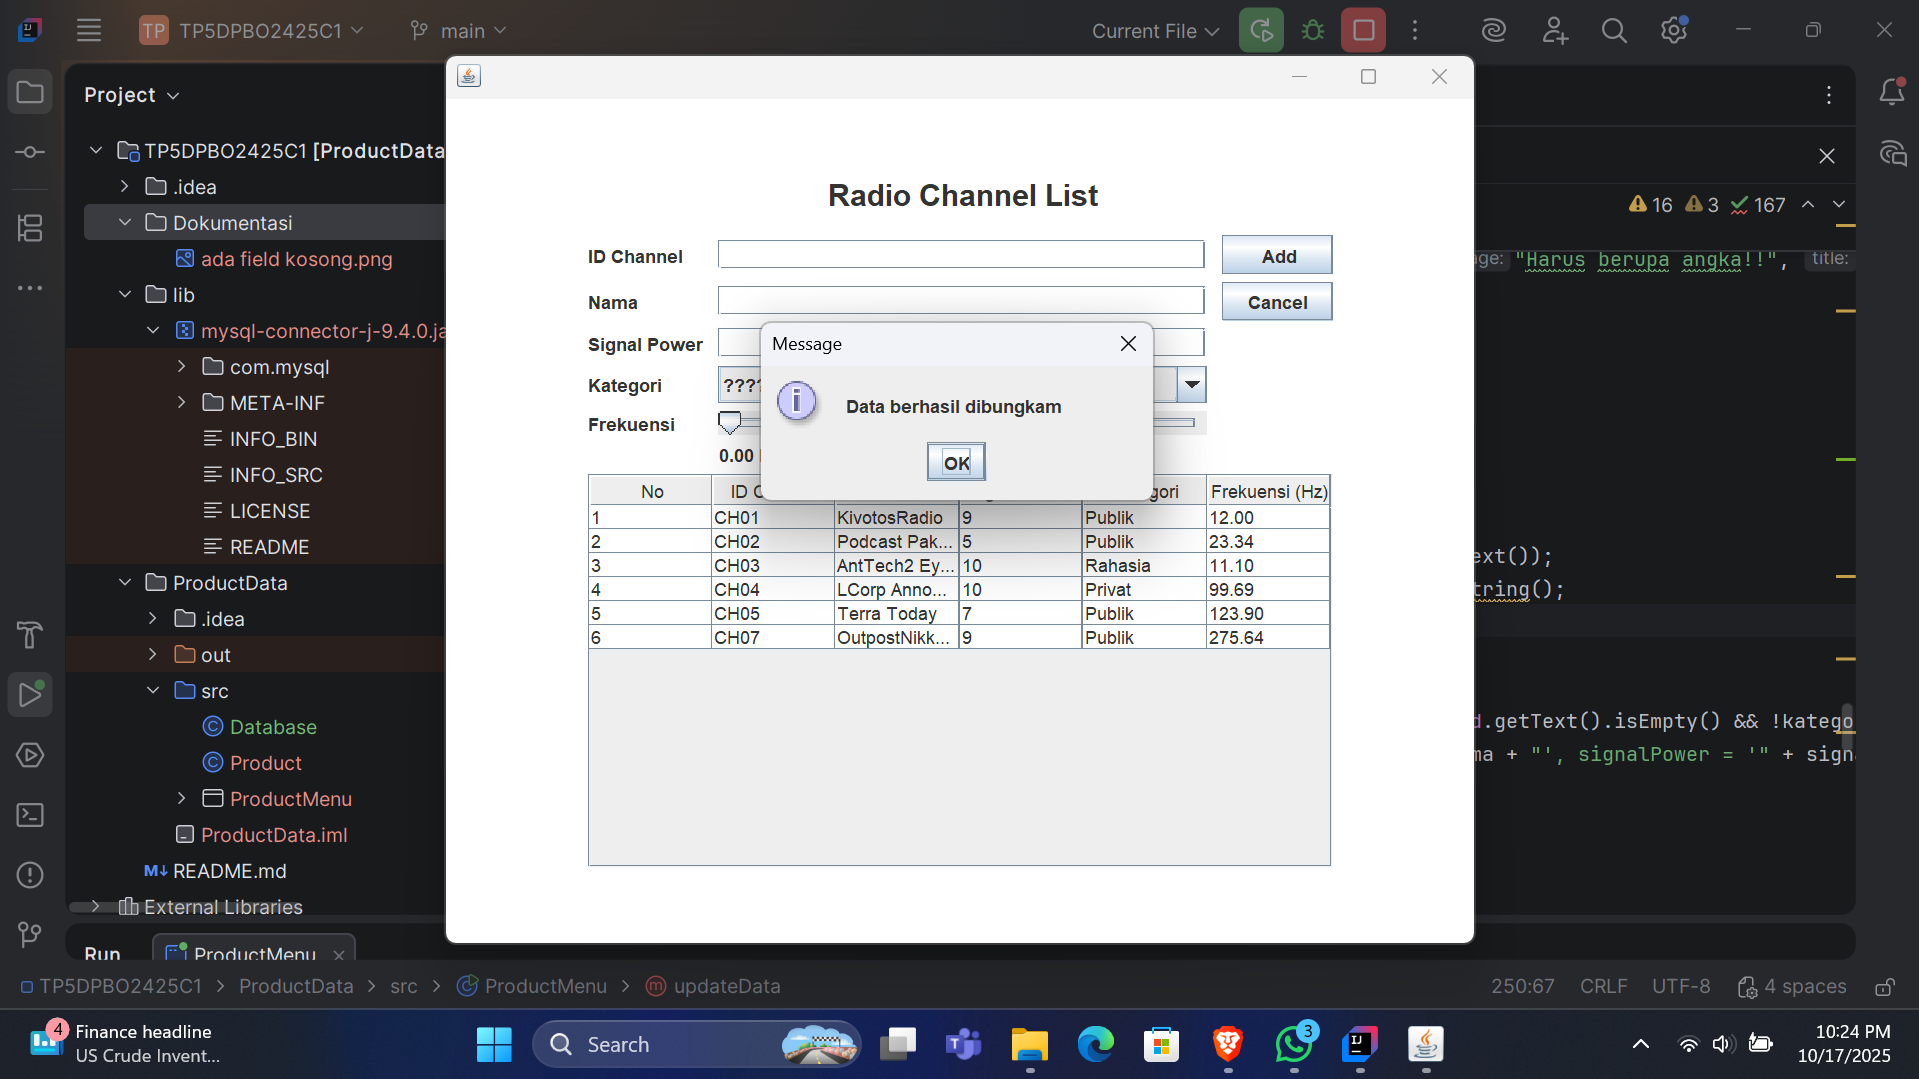 TP TP5DPBO2425C1 main Current File
Project
TP5DPBO2425C1 [ProductData
.idea
Dokumentasi
ada field kosong.png
lib
mysql-connector-j-9.4.0.ja
com.mysql
META-INF
INFO_BIN
INFO_SRC
LICENSE
README
ProductData
.idea
out
src
Database
Product
ProductMenu
ProductData.iml
README.md
External Libraries
Run ProductMenu
Radio Channel List
ID Channel Add
Nama Cancel
Signal Power
Kategori ????
Frekuensi
0.00
Message
Data berhasil dibungkam
OK
No ID C gori Frekuensi (Hz)
1 CH01 KivotosRadio 9 Publik 12.00
2 CH02 Podcast Pak... 5 Publik 23.34
3 CH03 AntTech2 Ey... 10 Rahasia 11.10
4 CH04 LCorp Anno... 10 Privat 99.69
5 CH05 Terra Today 7 Publik 123.90
6 CH07 OutpostNikk... 9 Publik 275.64
16 3 167
ge: "Harus berupa angka!!", title:
ext());
tring();
d.getText().isEmpty() && !katego
ma + "', signalPower = '" + sign
TP5DPBO2425C1 > ProductData > src > ProductMenu > updateData 250:67 CRLF UTF-8 4 spaces
4 Finance headline
US Crude Invent...
Search
3
10:24 PM
10/17/2025